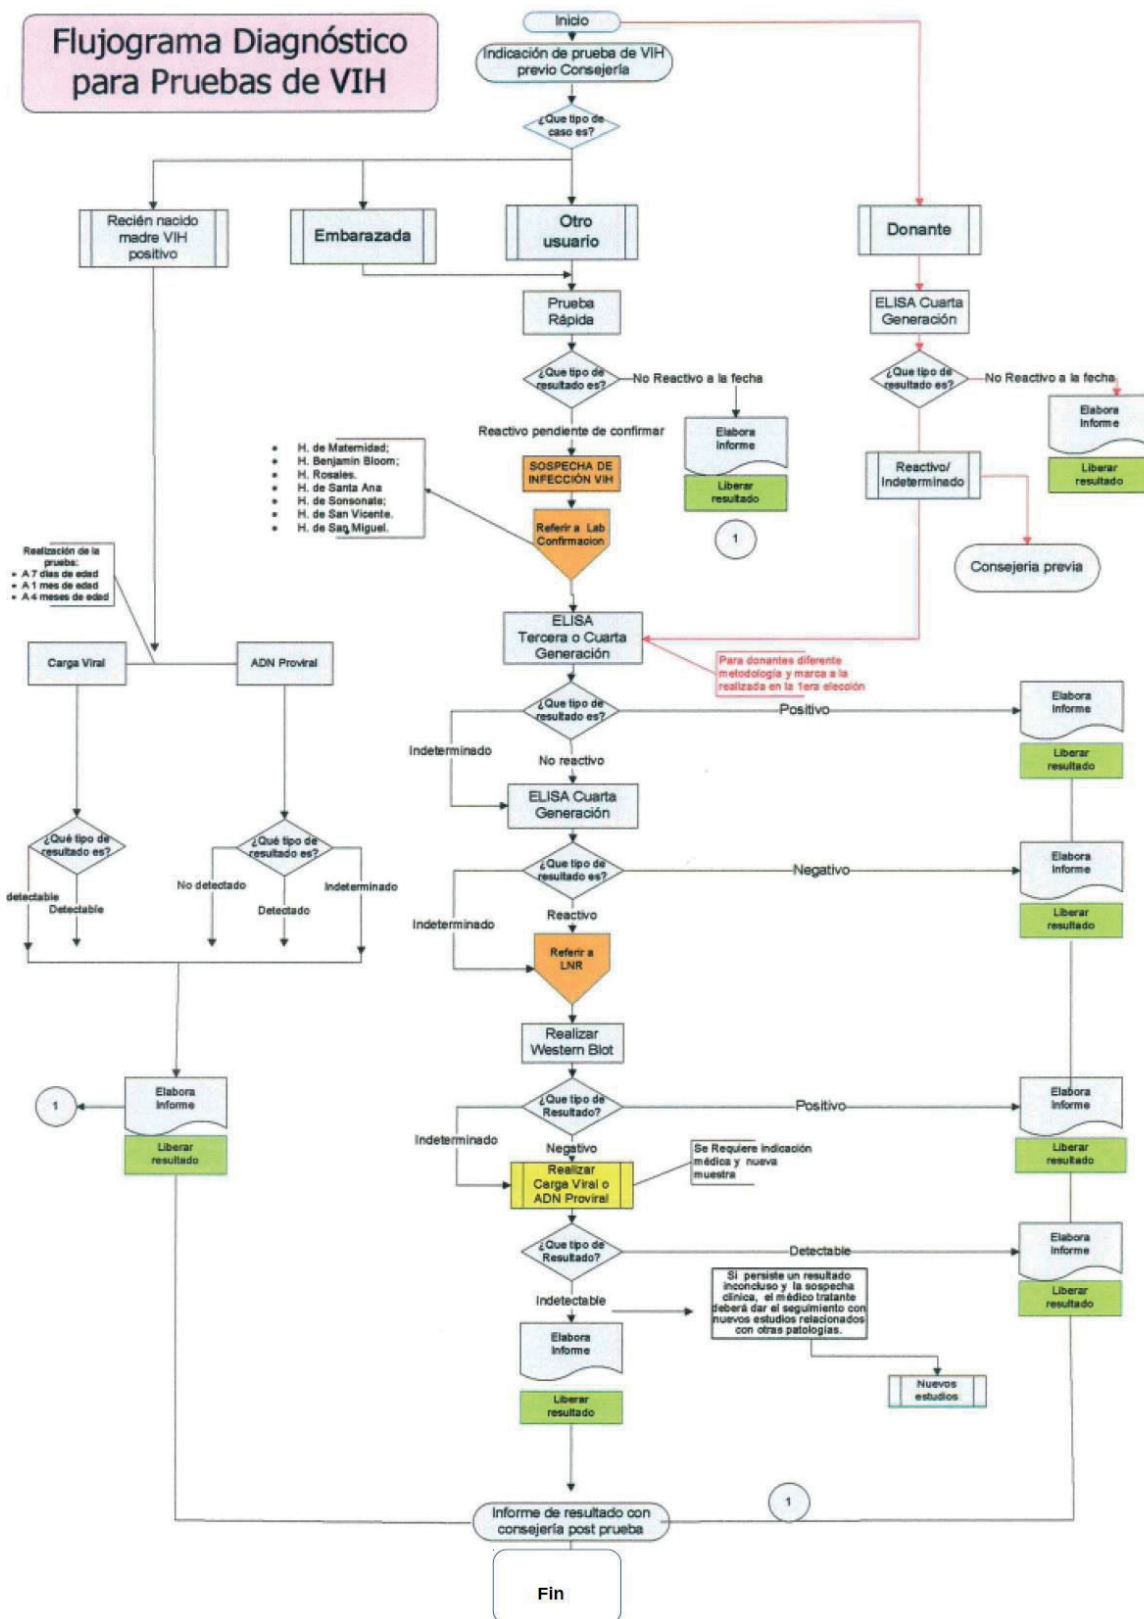 Flujograma Diagnóstico
para Pruebas de VIH
Inicio
Indicación de prueba de VIH
previo Consejería
¿Que tipo de
caso es?
Recién nacido
madre VIH
positivo
Embarazada
Otro
usuario
Donante
Prueba
Rápida
ELISA Cuarta
Generación
¿Que tipo de
resultado es?
No Reactivo a la fecha
¿Que tipo de
resultado es?
No Reactivo a la fecha
Elabora
Informe
Liberar
resultado
1
Elabora
Informe
Liberar
resultado
Reactivo pendiente de confirmar
SOSPECHA DE
INFECCIÓN VIH
Reactivo/
Indeterminado
Consejeria previa
• H. de Maternidad;
• H. Benjamin Bloom;
• H. Rosales.
• H. de Santa Ana
• H. de Sonsonate;
• H. de San Vicente.
• H. de San Miguel.
Referir a Lab
Confirmacion
Realización de la
prueba:
• A 7 dias de edad
• A 1 mes de edad
• A 4 meses de edad
Carga Viral
ADN Proviral
ELISA
Tercera o Cuarta
Generación
Para donantes diferente
metodología y marca a la
realizada en la 1era elección
¿Que tipo de
resultado es?
Positivo
Elabora
Informe
Liberar
resultado
Indeterminado
No reactivo
ELISA Cuarta
Generación
¿Qué tipo de
resultado es?
¿Qué tipo de
resultado es?
detectable
Detectable
No detectado
Detectado
Indeterminado
¿Que tipo de
resultado es?
Negativo
Elabora
Informe
Liberar
resultado
Indeterminado
Reactivo
Referir a
LNR
Realizar
Western Blot
1
Elabora
Informe
Liberar
resultado
¿Que tipo de
Resultado?
Positivo
Elabora
Informe
Liberar
resultado
Indeterminado
Negativo
Realizar
Carga Viral o
ADN Proviral
Se Requiere indicación
médica y nueva
muestra
¿Que tipo de
Resultado?
Detectable
Elabora
Informe
Liberar
resultado
Indetectable
Si persiste un resultado
inconcluso y la sospecha
clínica, el médico tratante
deberá dar el seguimiento con
nuevos estudios relacionados
con otras patologías.
Elabora
Informe
Liberar
resultado
Nuevos
estudios
Informe de resultado con
consejería post prueba
1
Fin